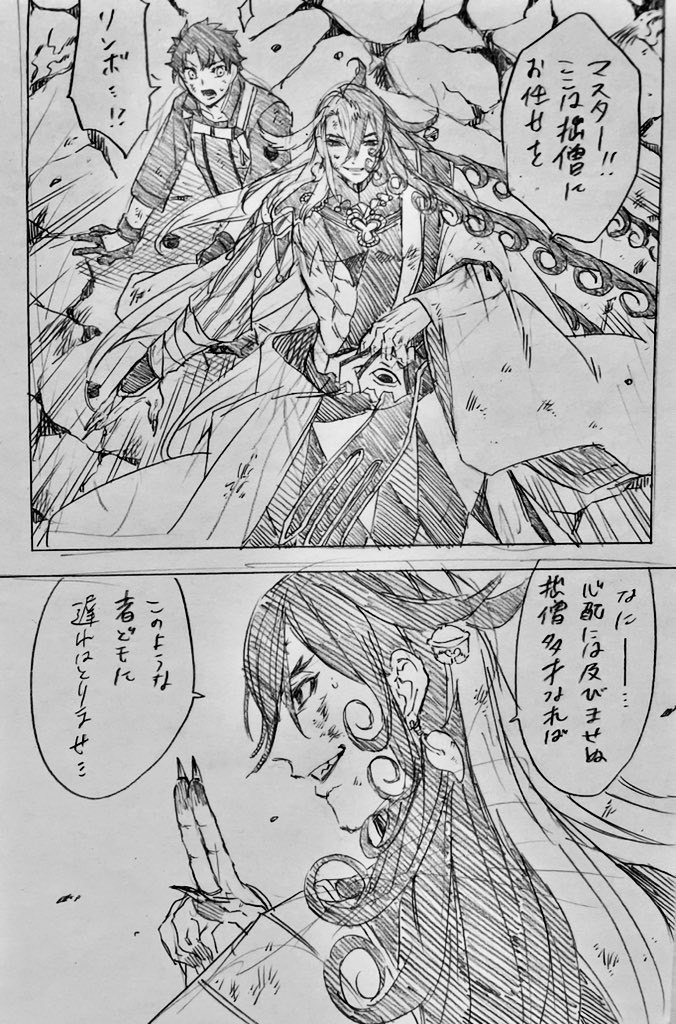 マスター!!
ここは拙僧に
お任せを
リンボ…!?
なに——…
心配には及びませぬ
拙僧多才なれば
このような
者どもに
遅れはとりませ…